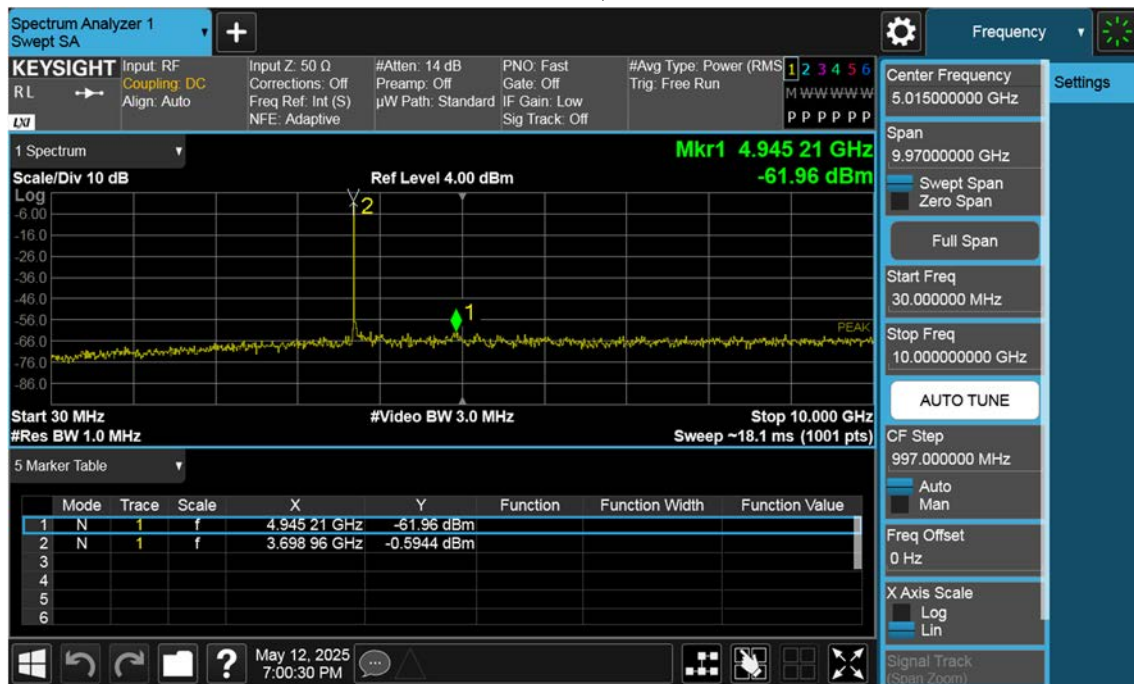 Spectrum Analyzer 1
Swept SA
+
Frequency
KEYSIGHT
RL
LXI
Input: RF
Coupling: DC
Align: Auto
Input Z: 50 Ω
Corrections: Off
Freq Ref: Int (S)
NFE: Adaptive
#Atten: 14 dB
Preamp: Off
µW Path: Standard
PNO: Fast
Gate: Off
IF Gain: Low
Sig Track: Off
#Avg Type: Power (RMS
Trig: Free Run
1 2 3 4 5 6
M W W W W W
P P P P P P
1 Spectrum
Scale/Div 10 dB
Ref Level 4.00 dBm
Mkr1 4.945 21 GHz
-61.96 dBm
Log
-6.00
-16.0
-26.0
-36.0
-46.0
-56.0
-66.0
-76.0
-86.0
2
1
PEAK
Start 30 MHz
#Video BW 3.0 MHz
Stop 10.000 GHz
#Res BW 1.0 MHz
Sweep ~18.1 ms (1001 pts)
5 Marker Table
Mode Trace Scale X Y Function Function Width Function Value
1 N 1 f 4.945 21 GHz -61.96 dBm
2 N 1 f 3.698 96 GHz -0.5944 dBm
3
4
5
6
May 12, 2025
7:00:30 PM
?
Center Frequency
5.015000000 GHz
Span
9.97000000 GHz
Swept Span
Zero Span
Full Span
Start Freq
30.000000 MHz
Stop Freq
10.000000000 GHz
AUTO TUNE
CF Step
997.000000 MHz
Auto
Man
Freq Offset
0 Hz
X Axis Scale
Log
Lin
Signal Track
(Span Zoom)
Settings